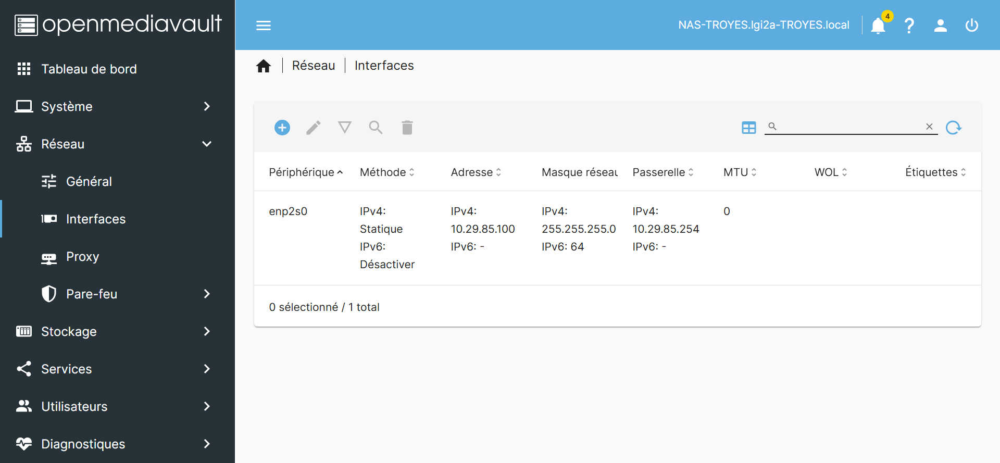 openmediavault
NAS-TROYES.lgi2a-TROYES.local
4
Tableau de bord
Système
Réseau
Général
Interfaces
Proxy
Pare-feu
Stockage
Services
Utilisateurs
Diagnostiques
Réseau
Interfaces
Périphérique
Méthode
Adresse
Masque réseau
Passerelle
MTU
WOL
Étiquettes
enp2s0
IPv4:
Statique
IPv6:
Désactiver
IPv4:
10.29.85.100
IPv6: -
IPv4:
255.255.255.0
IPv6: 64
IPv4:
10.29.85.254
IPv6: -
0
0 sélectionné / 1 total